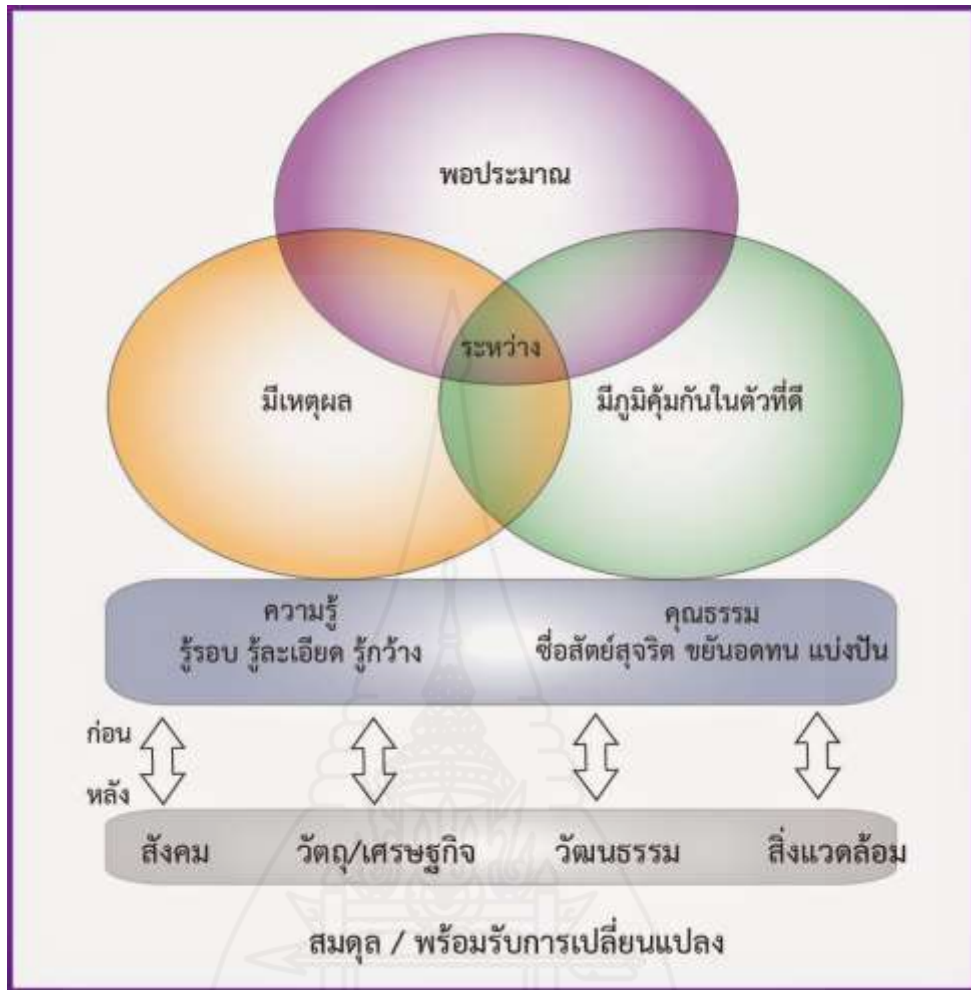 พอประมาณ
ระหว่าง
มีเหตุผล
มีภูมิคุ้มกันในตัวที่ดี
ความรู้
รู้รอบ รู้ละเอียด รู้กว้าง
คุณธรรม
ซื่อสัตย์สุจริต ขยันอดทน แบ่งปัน
ก่อน
หลัง
สังคม วัตถุ/เศรษฐกิจ วัฒนธรรม สิ่งแวดล้อม
สมดุล / พร้อมรับการเปลี่ยนแปลง